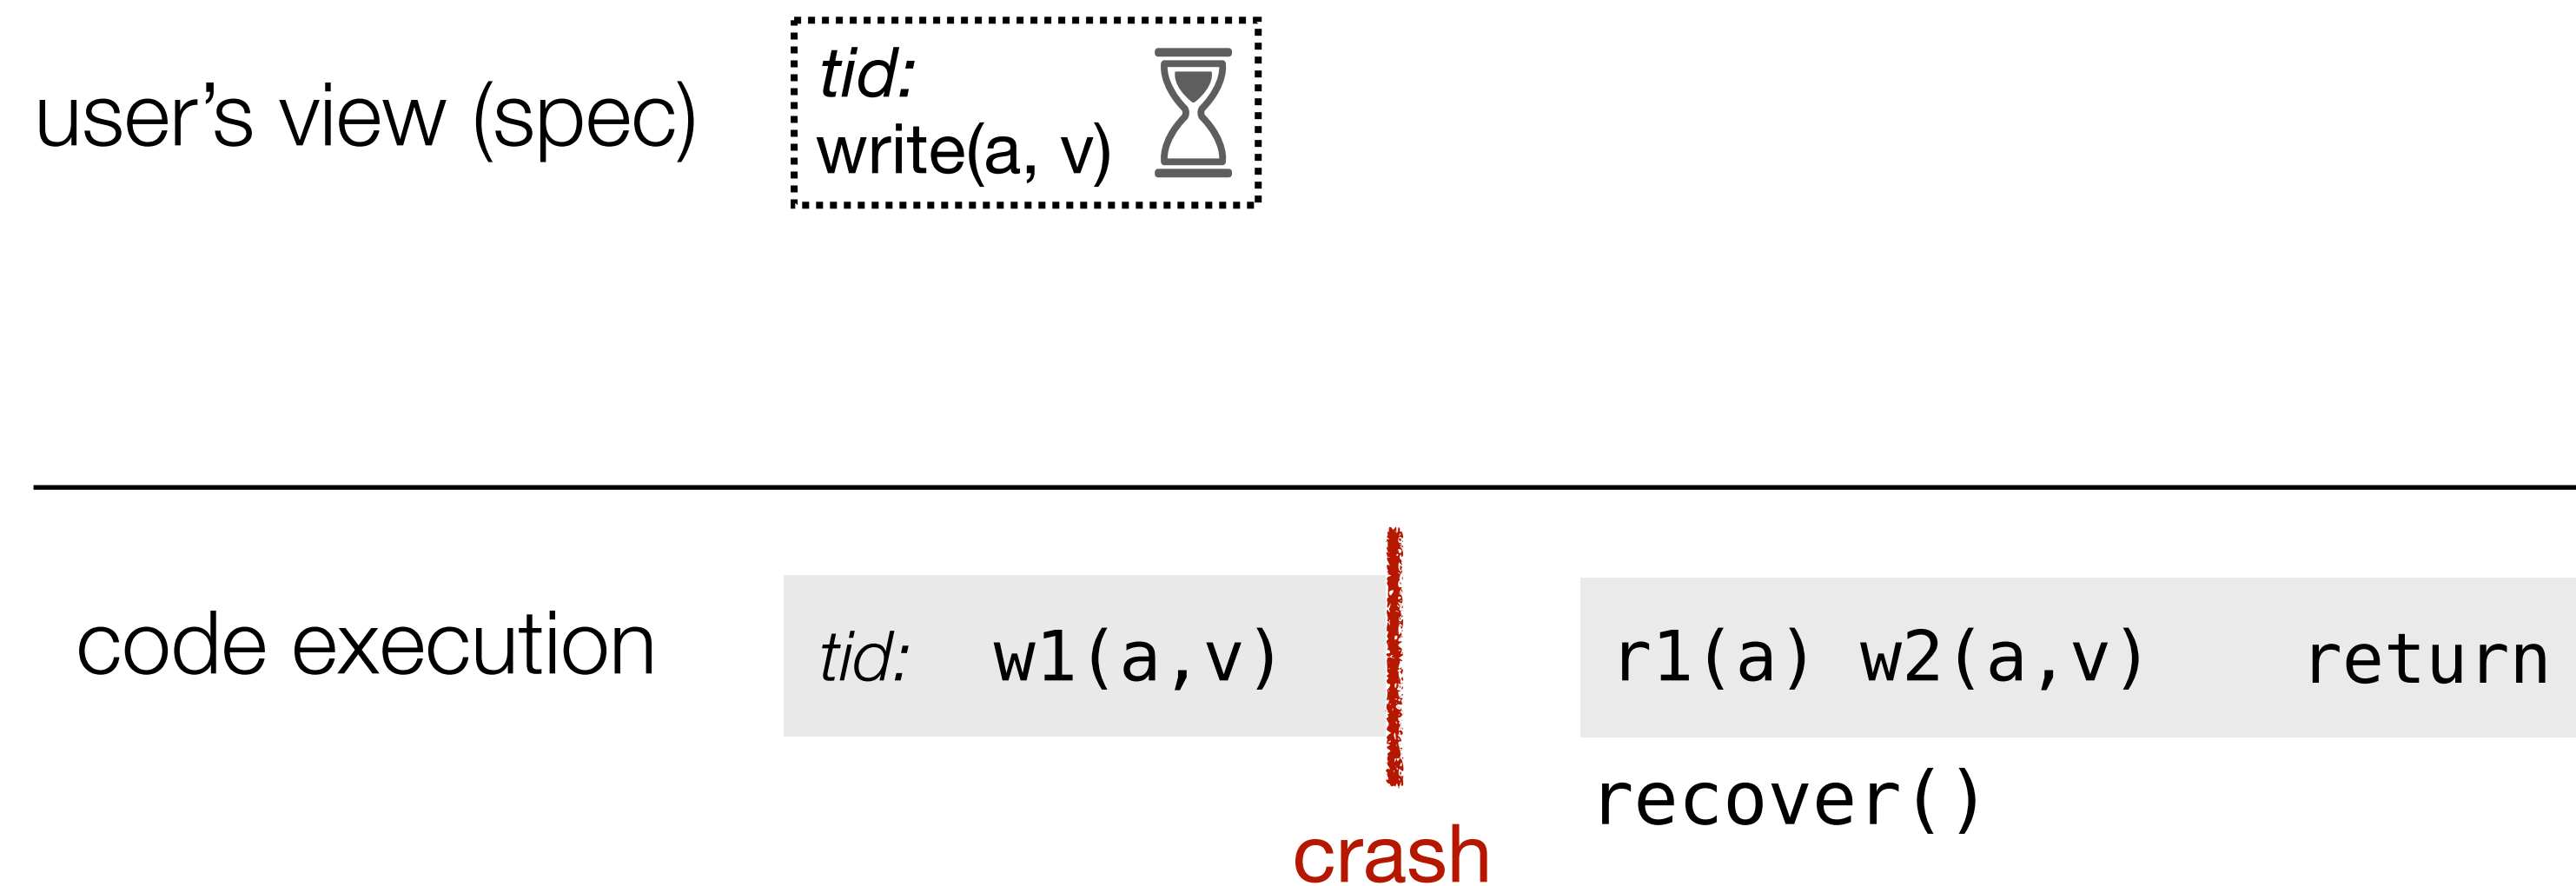 user’s view (spec)
tid:
write(a, v)
code execution
tid: w1(a,v)
r1(a) w2(a,v) return
recover()
crash